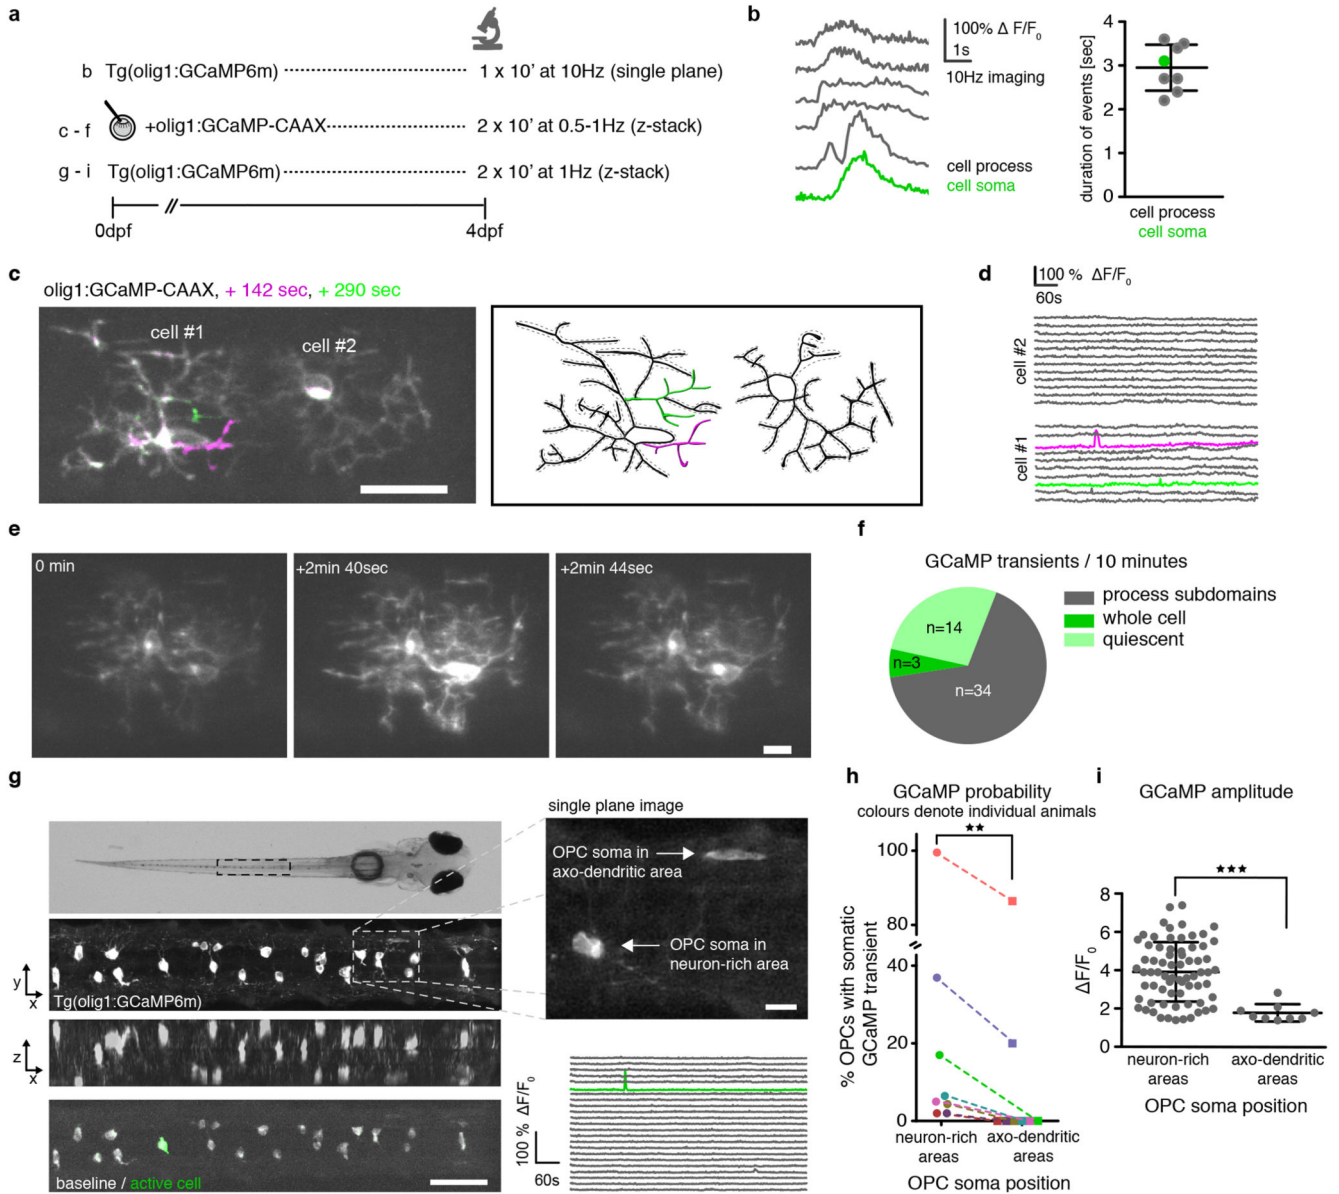 a
b Tg(olig1:GCaMP6m) 1 x 10’ at 10Hz (single plane)
c - f +olig1:GCaMP-CAAX 2 x 10’ at 0.5-1Hz (z-stack)
g - i Tg(olig1:GCaMP6m) 2 x 10’ at 1Hz (z-stack)
0dpf 4dpf
b
100% Δ F/F0
1s
10Hz imaging
cell process
cell soma
duration of events [sec]
4
3
2
1
0
cell process
cell soma
c
olig1:GCaMP-CAAX, + 142 sec, + 290 sec
cell #1
cell #2
d
100 % ΔF/F0
60s
cell #2
cell #1
e
0 min
+2min 40sec
+2min 44sec
f
GCaMP transients / 10 minutes
n=14
n=3
n=34
process subdomains
whole cell
quiescent
g
single plane image
OPC soma in
axo-dendritic area
OPC soma in
neuron-rich area
y
x
Tg(olig1:GCaMP6m)
z
x
baseline / active cell
100 % ΔF/F0
60s
h
GCaMP probability
colours denote individual animals
★★
% OPCs with somatic
GCaMP transient
100
80
40
20
0
neuron-rich
areas
axo-dendritic
areas
OPC soma position
i
GCaMP amplitude
★★★
ΔF/F0
8
6
4
2
0
neuron-rich
areas
axo-dendritic
areas
OPC soma position